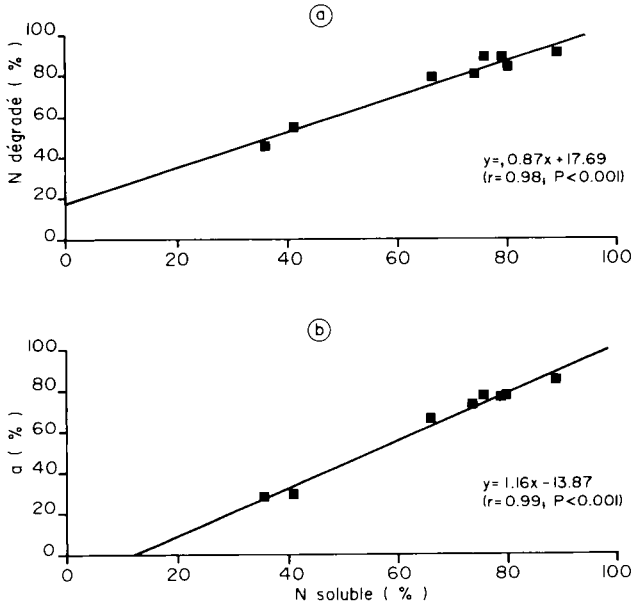 a
100
80
60
40
20
0
N dégradé (%)
y=, 0.87x + 17.69
(r=0.98; P<0.001)
0 20 40 60 80 100
b
100
80
60
40
20
0
a (%)
y= 1.16x - 13.87
(r=0.99; P<0.001)
0 20 40 60 80 100
N soluble (%)